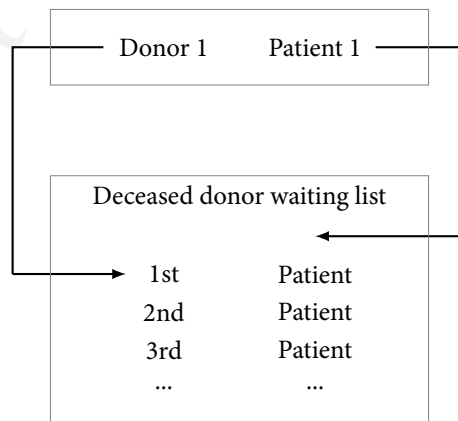 Donor 1 Patient 1
Deceased donor waiting list
1st Patient
2nd Patient
3rd Patient
... ...